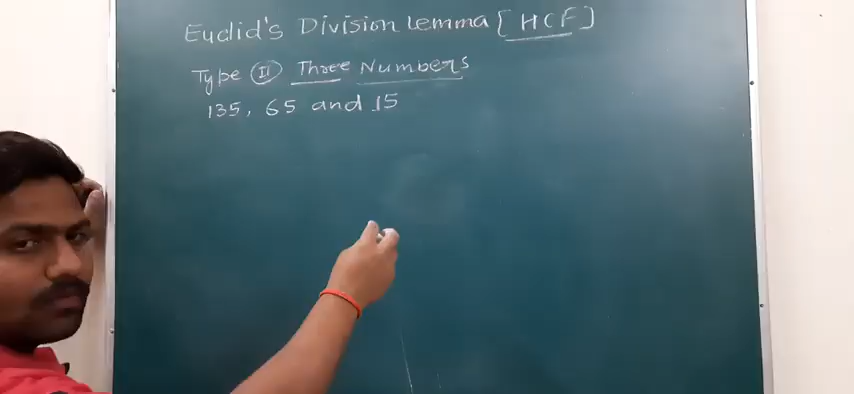 Euclid's Division Lemma [HCF]
Type II Three Numbers
135, 65 and 15